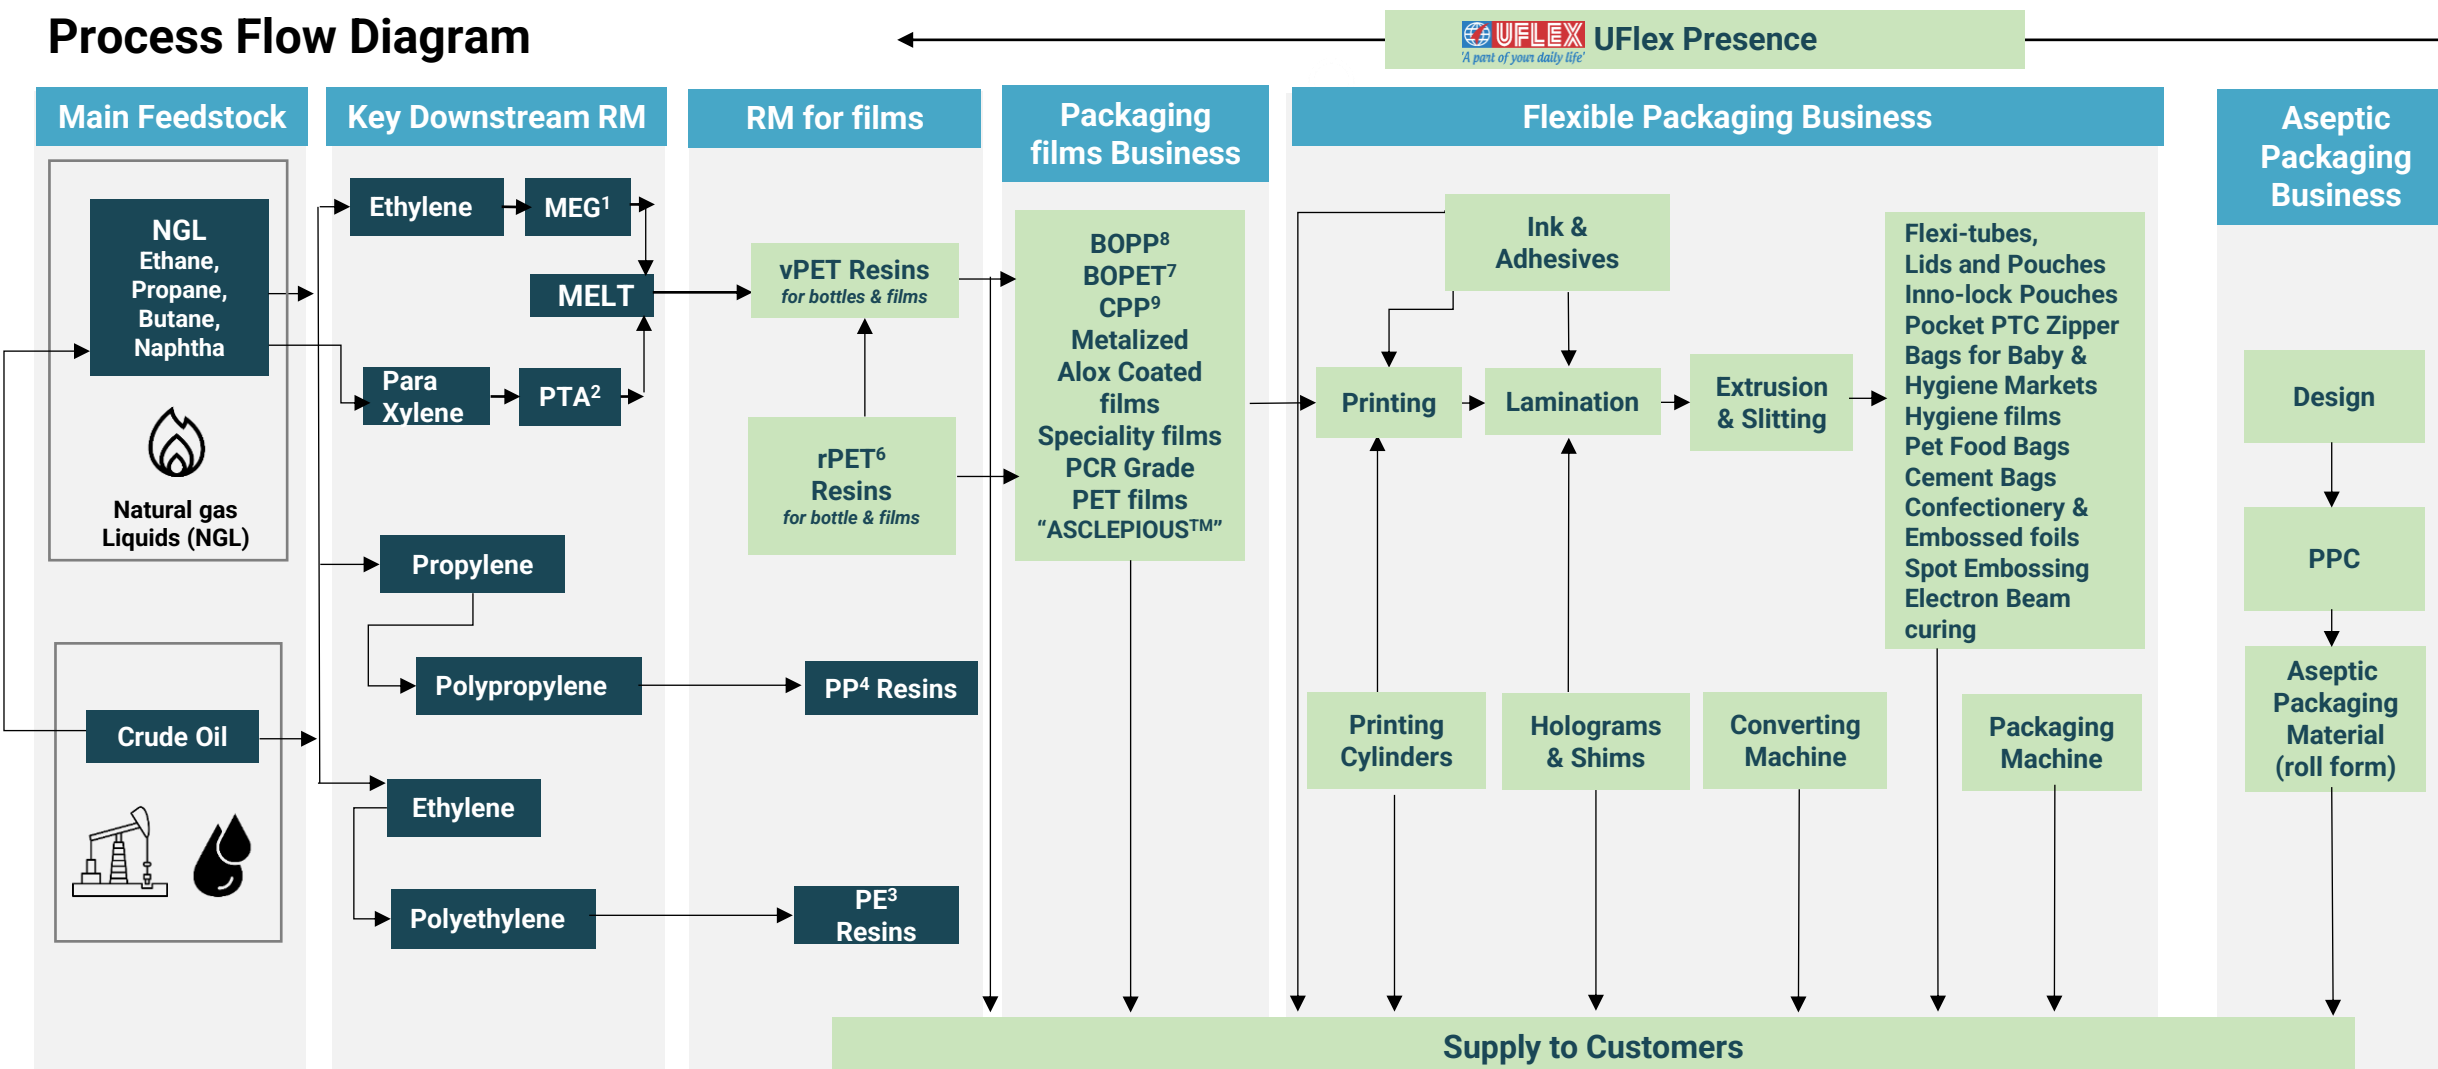 Process Flow Diagram
UFLEX
'A part of your daily life'
UFlex Presence
Main Feedstock
NGL
Ethane,
Propane,
Butane,
Naphtha
Natural gas
Liquids (NGL)
Crude Oil
Key Downstream RM
Ethylene
MEG¹
MELT
Para
Xylene
PTA²
Propylene
Polypropylene
Ethylene
Polyethylene
RM for films
vPET Resins
for bottles & films
rPET⁶
Resins
for bottle & films
PP⁴ Resins
PE³
Resins
Packaging
films Business
BOPP⁸
BOPET⁷
CPP⁹
Metalized
Alox Coated
films
Speciality films
PCR Grade
PET films
“ASCLEPIOUS™”
Flexible Packaging Business
Ink &
Adhesives
Printing
Lamination
Extrusion
& Slitting
Flexi-tubes,
Lids and Pouches
Inno-lock Pouches
Pocket PTC Zipper
Bags for Baby &
Hygiene Markets
Hygiene films
Pet Food Bags
Cement Bags
Confectionery &
Embossed foils
Spot Embossing
Electron Beam
curing
Printing
Cylinders
Holograms
& Shims
Converting
Machine
Packaging
Machine
Aseptic
Packaging
Business
Design
PPC
Aseptic
Packaging
Material
(roll form)
Supply to Customers